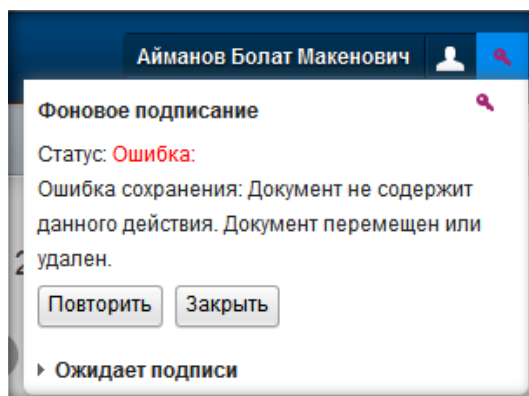 Айманов Болат Макенович
Фоновое подписание
Статус: Ошибка:
Ошибка сохранения: Документ не содержит
данного действия. Документ перемещен или
удален.
2
Повторить Закрыть
Ожидает подписи